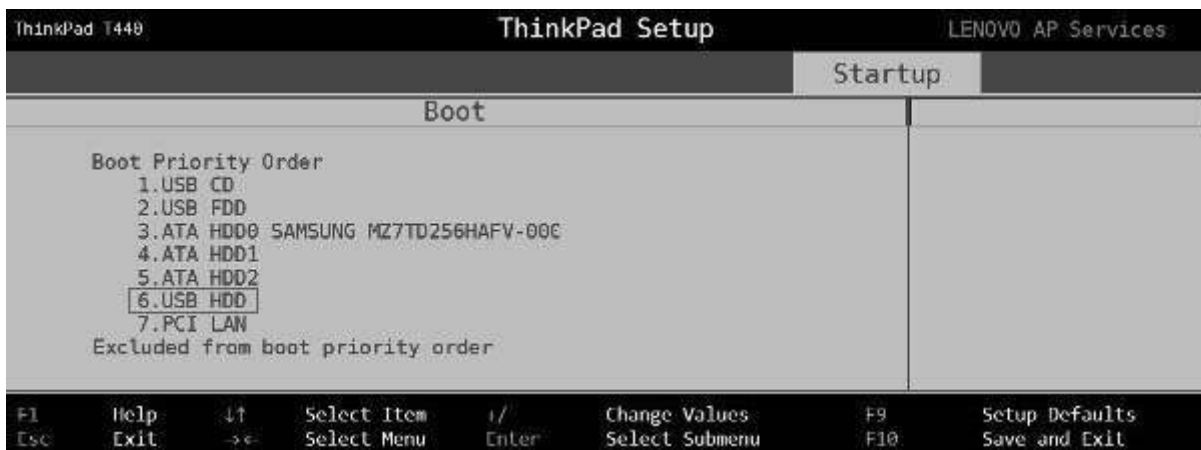 ThinkPad T440 ThinkPad Setup LENOVO AP Services
Startup
Boot
Boot Priority Order
1.USB CD
2.USB FDD
3.ATA HDD0 SAMSUNG MZ7TD256HAFV-00C
4.ATA HDD1
5.ATA HDD2
6.USB HDD
7.PCI LAN
Excluded from boot priority order
F1 Help ↓↑ Select Item +/ Change Values F9 Setup Defaults
Esc Exit →← Select Menu Enter Select Submenu F10 Save and Exit